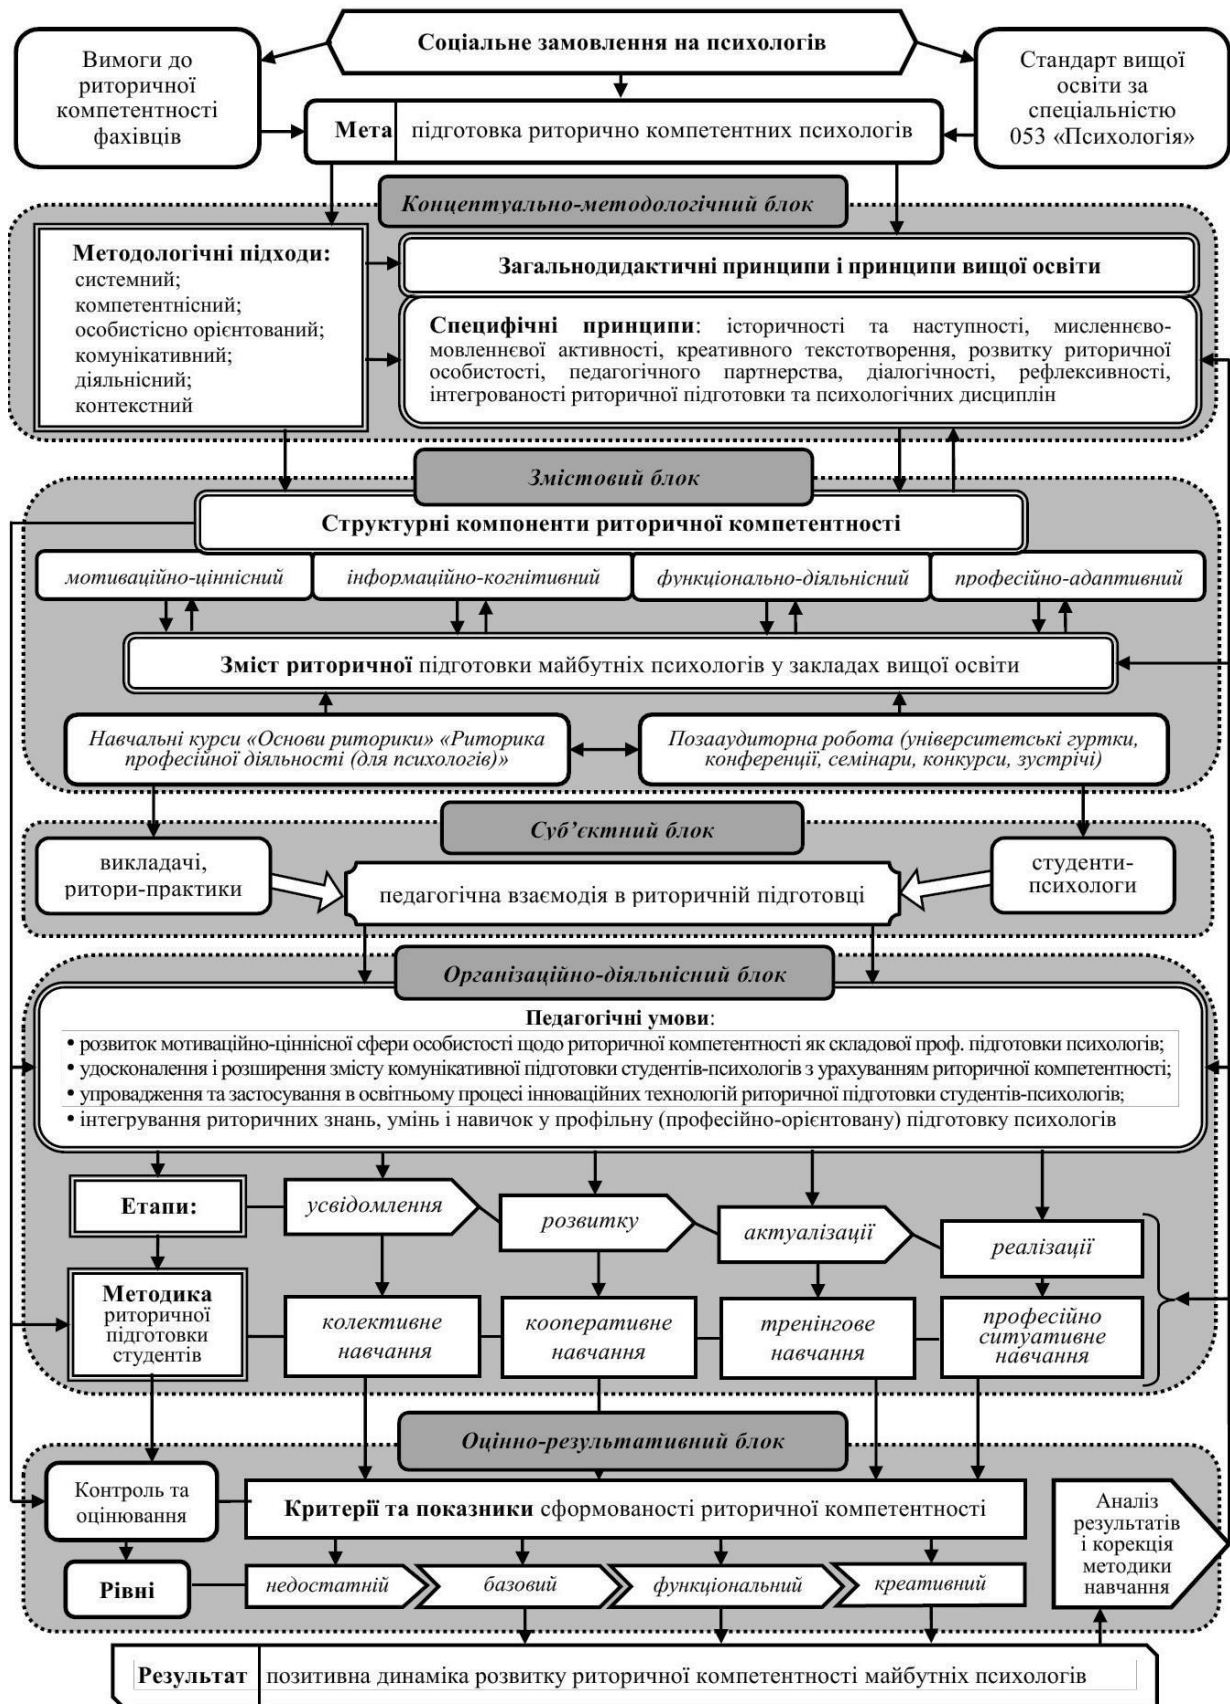 Соціальне замовлення на психологів
Вимоги до
риторичної
компетентності
фахівців
Стандарт вищої
освіти за
спеціальністю
053 «Психологія»
Мета підготовка риторично компетентних психологів
Концептуально-методологічний блок
Методологічні підходи:
системний;
компетентнісний;
особистісно орієнтований;
комунікативний;
діяльнісний;
контекстний
Загальнодидактичні принципи і принципи вищої освіти
Специфічні принципи: історичності та наступності, мисленнєво-
мовленнєвої активності, креативного текстотворення, розвитку риторичної
особистості, педагогічного партнерства, діалогічності, рефлексивності,
інтегрованості риторичної підготовки та психологічних дисциплін
Змістовий блок
Структурні компоненти риторичної компетентності
мотиваційно-ціннісний
інформаційно-когнітивний
функціонально-діяльнісний
професійно-адаптивний
Зміст риторичної підготовки майбутніх психологів у закладах вищої освіти
Навчальні курси «Основи риторики» «Риторика
професійної діяльності (для психологів)»
Позааудиторна робота (університетські гуртки,
конференції, семінари, конкурси, зустрічі)
Суб’єктний блок
викладачі,
ритори-практики
педагогічна взаємодія в риторичній підготовці
студенти-
психологи
Організаційно-діяльнісний блок
Педагогічні умови:
• розвиток мотиваційно-ціннісної сфери особистості щодо риторичної компетентності як складової проф. підготовки психологів;
• удосконалення і розширення змісту комунікативної підготовки студентів-психологів з урахуванням риторичної компетентності;
• упровадження та застосування в освітньому процесі інноваційних технологій риторичної підготовки студентів-психологів;
• інтегрування риторичних знань, умінь і навичок у профільну (професійно-орієнтовану) підготовку психологів
Етапи:
усвідомлення
розвитку
актуалізації
реалізації
Методика
риторичної
підготовки
студентів
колективне
навчання
кооперативне
навчання
тренінгове
навчання
професійно
ситуативне
навчання
Оцінно-результативний блок
Контроль та
оцінювання
Критерії та показники сформованості риторичної компетентності
Аналіз
результатів
і корекція
методики
навчання
Рівні
недостатній
базовий
функціональний
креативний
Результат позитивна динаміка розвитку риторичної компетентності майбутніх психологів